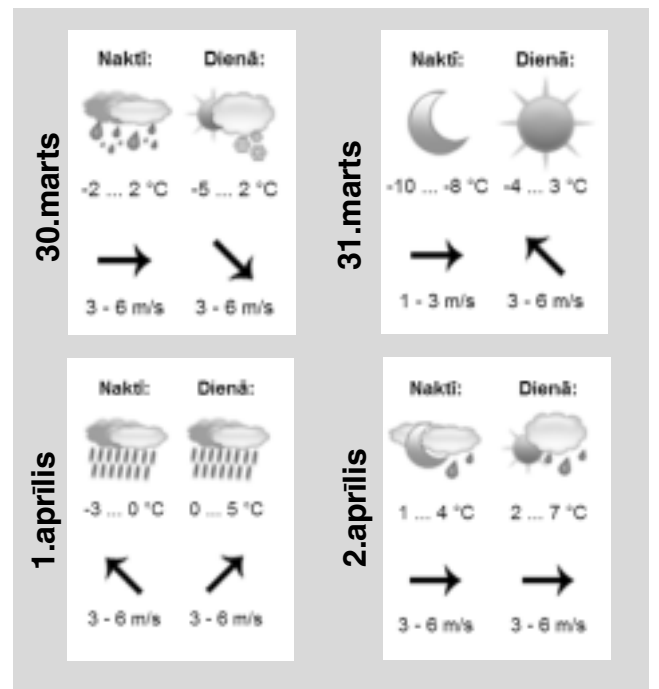 30.marts
Naktī: Dienā:
-2 ... 2 °C -5 ... 2 °C
3 - 6 m/s 3 - 6 m/s
31.marts
Naktī: Dienā:
-10 ... -8 °C -4 ... 3 °C
1 - 3 m/s 3 - 6 m/s
1.aprīlis
Naktī: Dienā:
-3 ... 0 °C 0 ... 5 °C
3 - 6 m/s 3 - 6 m/s
2.aprīlis
Naktī: Dienā:
1 ... 4 °C 2 ... 7 °C
3 - 6 m/s 3 - 6 m/s